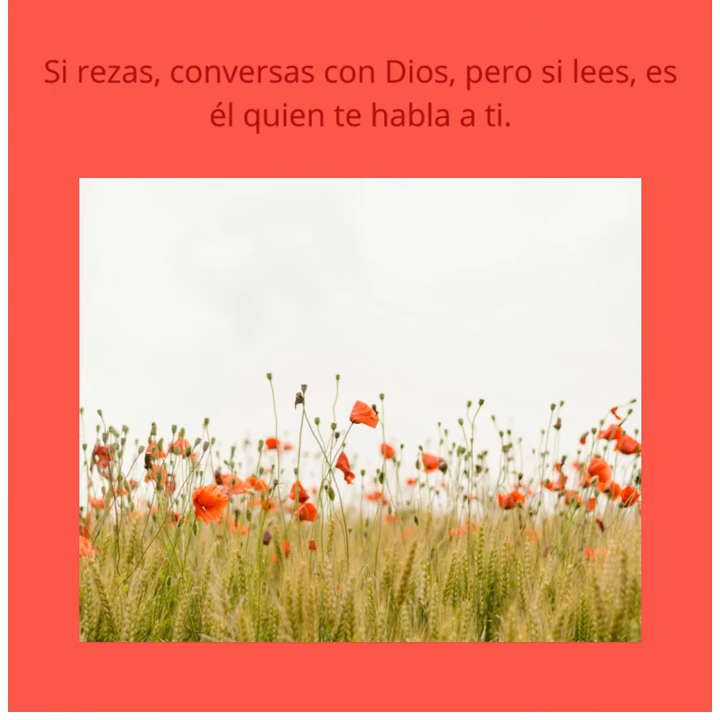 Si rezas, conversas con Dios, pero si lees, es
él quien te habla a ti.